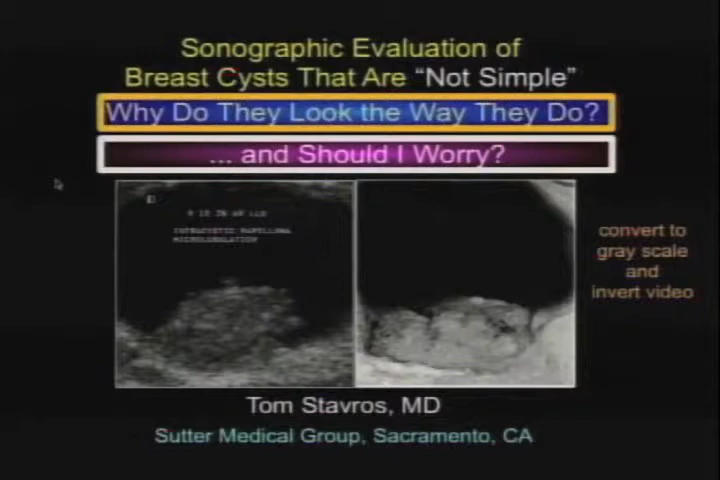 Sonographic Evaluation of
Breast Cysts That Are “Not Simple”
Why Do They Look the Way They Do?
... and Should I Worry?
INTRACYSTIC PAPILLOMA
MICROLOBULATION
convert to
gray scale
and
invert video
Tom Stavros, MD
Sutter Medical Group, Sacramento, CA